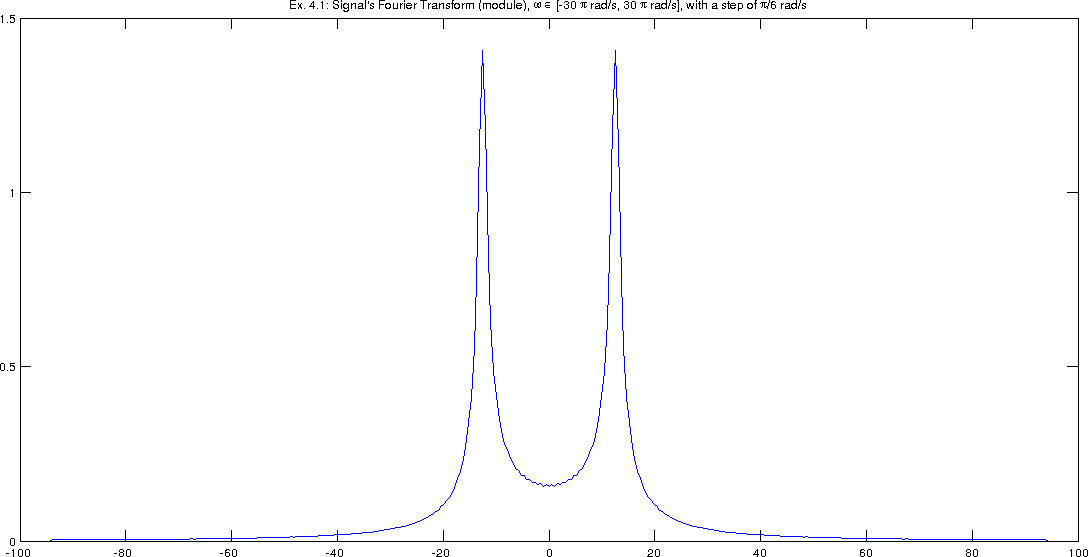 Ex. 4.1: Signal's Fourier Transform (module), ω ∈ [-30 π rad/s, 30 π rad/s], with a step of π/6 rad/s
1.5
1
0.5
0
-100 -80 -60 -40 -20 0 20 40 60 80 100